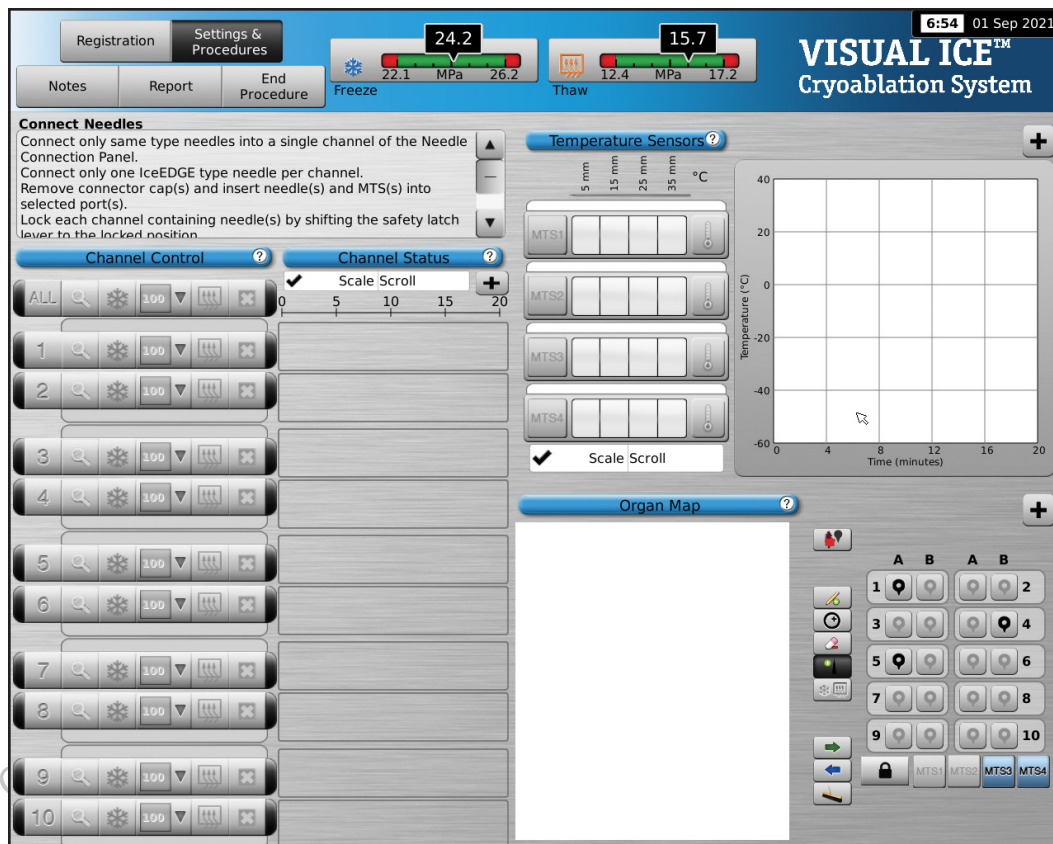 6:54 01 Sep 2021
Registration
Settings &
Procedures
Notes
Report
End
Procedure
24.2
22.1 MPa 26.2
Freeze
15.7
12.4 MPa 17.2
Thaw
VISUAL ICE™
Cryoablation System
Connect Needles
Connect only same type needles into a single channel of the Needle
Connection Panel.
Connect only one IceEDGE type needle per channel.
Remove connector cap(s) and insert needle(s) and MTS(s) into
selected port(s).
Lock each channel containing needle(s) by shifting the safety latch
lever to the locked position
Channel Control ?
Channel Status ?
Scale Scroll
0 5 10 15 20
ALL 100
1 100
2 100
3 100
4 100
5 100
6 100
7 100
8 100
9 100
10 100
Temperature Sensors ?
5 mm 15 mm 25 mm 35 mm °C
MTS1
MTS2
MTS3
MTS4
Scale Scroll
Temperature (°C)
40
20
0
-20
-40
-60
0 4 8 12 16 20
Time (minutes)
Organ Map ?
A B A B
1 2
3 4
5 6
7 8
9 10
MTS1 MTS2 MTS3 MTS4